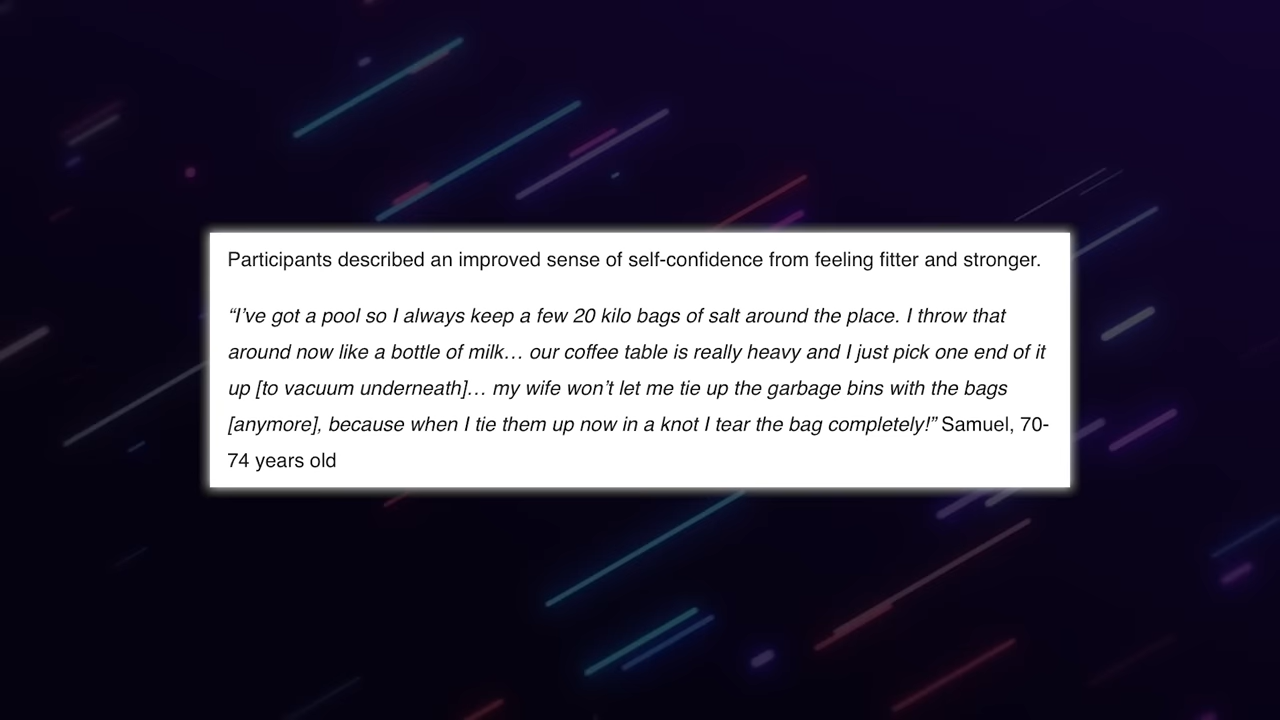 Participants described an improved sense of self-confidence from feeling fitter and stronger.
“I’ve got a pool so I always keep a few 20 kilo bags of salt around the place. I throw that
around now like a bottle of milk… our coffee table is really heavy and I just pick one end of it
up [to vacuum underneath]… my wife won’t let me tie up the garbage bins with the bags
[anymore], because when I tie them up now in a knot I tear the bag completely!” Samuel, 70-
74 years old